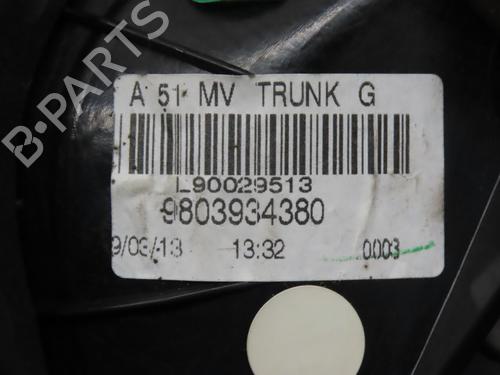 B-PARTS
A 51 MV TRUNK G
L90029513
9803934380
9/03/13 13:32 0003